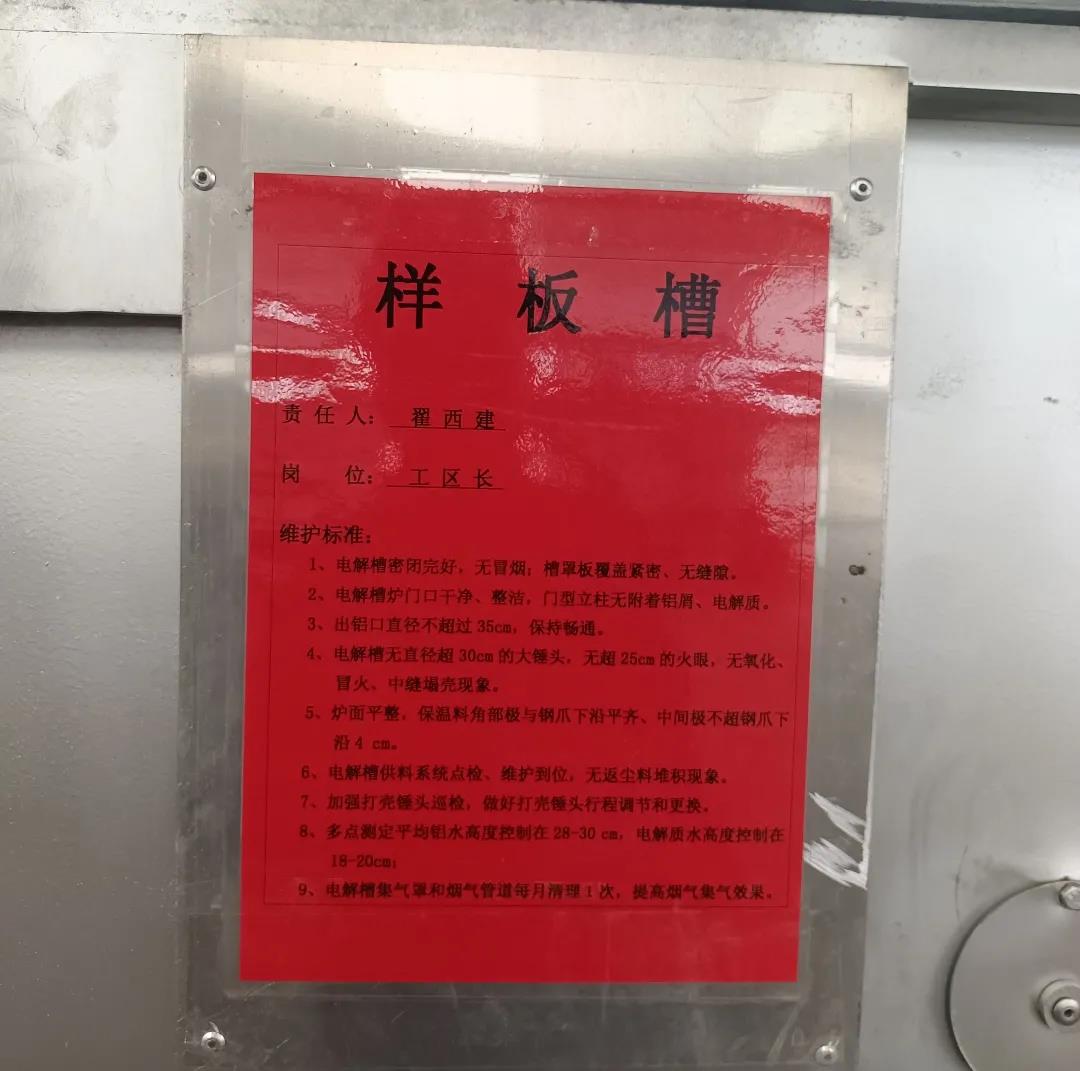 样 板 槽
责 任 人： 翟 西 建
岗 位： 工 区 长
维护标准：
1、电解槽密闭完好，无冒烟；槽罩板覆盖紧密、无缝隙。
2、电解槽炉门口干净、整洁，门型立柱无附着铝屑、电解质。
3、出铝口直径不超过 35cm，保持畅通。
4、电解槽无直径超 30cm 的大锤头，无超 25cm 的火眼，无氧化、
冒火、中缝塌壳现象。
5、炉面平整，保温料角部极与钢爪下沿平齐、中间极不超钢爪下
沿 4 cm。
6、电解槽供料系统点检、维护到位，无返尘料堆积现象。
7、加强打壳锤头巡检，做好打壳锤头行程调节和更换。
8、多点测定平均铝水高度控制在 28-30 cm，电解质水高度控制在
18-20cm；
9、电解槽集气罩和烟气管道每月清理 1 次，提高烟气集气效果。